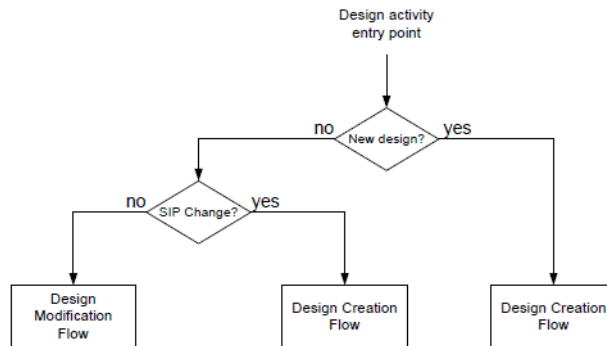 Design activity
entry point
no
New design?
yes
no
SIP Change?
yes
Design
Modification
Flow
Design Creation
Flow
Design Creation
Flow